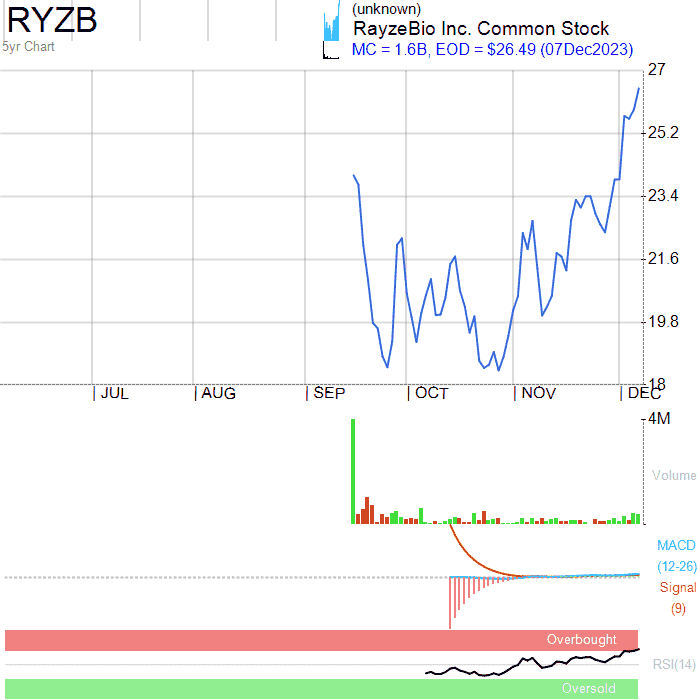 RYZB
5yr Chart
(unknown)
RayzeBio Inc. Common Stock
MC = 1.6B, EOD = $26.49 (07Dec2023)
27
25.2
23.4
21.6
19.8
18
JUL AUG SEP OCT NOV DEC
4M
Volume
MACD
(12-26)
Signal
(9)
Overbought
RSI(14)
Oversold